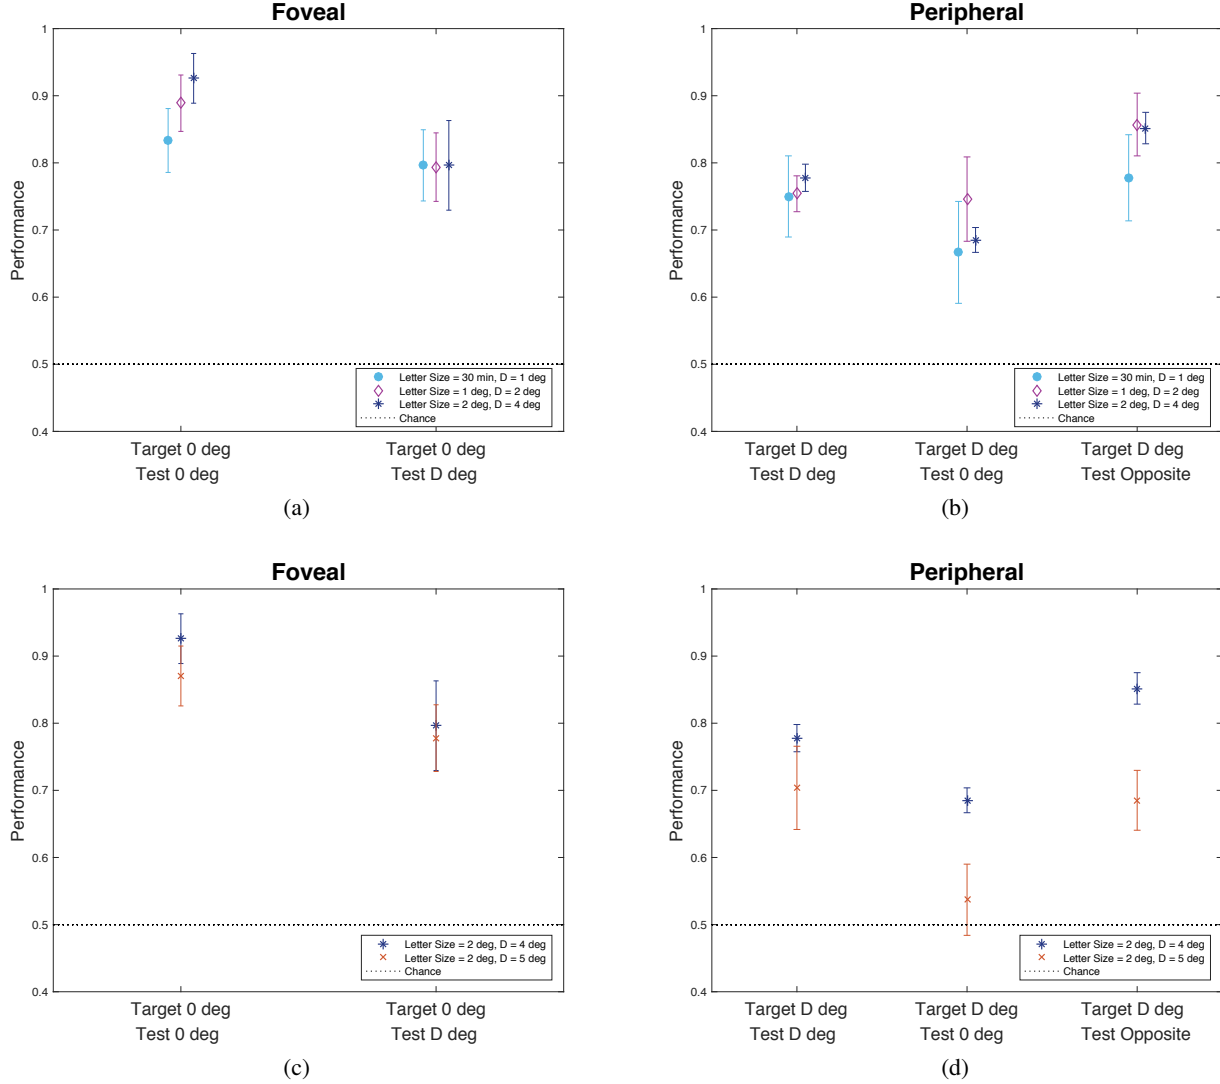 Foveal
1
0.9
0.8
0.7
0.6
0.5
0.4
Performance
Letter Size = 30 min, D = 1 deg
Letter Size = 1 deg, D = 2 deg
Letter Size = 2 deg, D = 4 deg
Chance
Target 0 deg
Test 0 deg
Target 0 deg
Test D deg
(a)
Peripheral
1
0.9
0.8
0.7
0.6
0.5
0.4
Performance
Letter Size = 30 min, D = 1 deg
Letter Size = 1 deg, D = 2 deg
Letter Size = 2 deg, D = 4 deg
Chance
Target D deg
Test D deg
Target D deg
Test 0 deg
Target D deg
Test Opposite
(b)
Foveal
1
0.9
0.8
0.7
0.6
0.5
0.4
Performance
Letter Size = 2 deg, D = 4 deg
Letter Size = 2 deg, D = 5 deg
Chance
Target 0 deg
Test 0 deg
Target 0 deg
Test D deg
(c)
Peripheral
1
0.9
0.8
0.7
0.6
0.5
0.4
Performance
Letter Size = 2 deg, D = 4 deg
Letter Size = 2 deg, D = 5 deg
Chance
Target D deg
Test D deg
Target D deg
Test 0 deg
Target D deg
Test Opposite
(d)